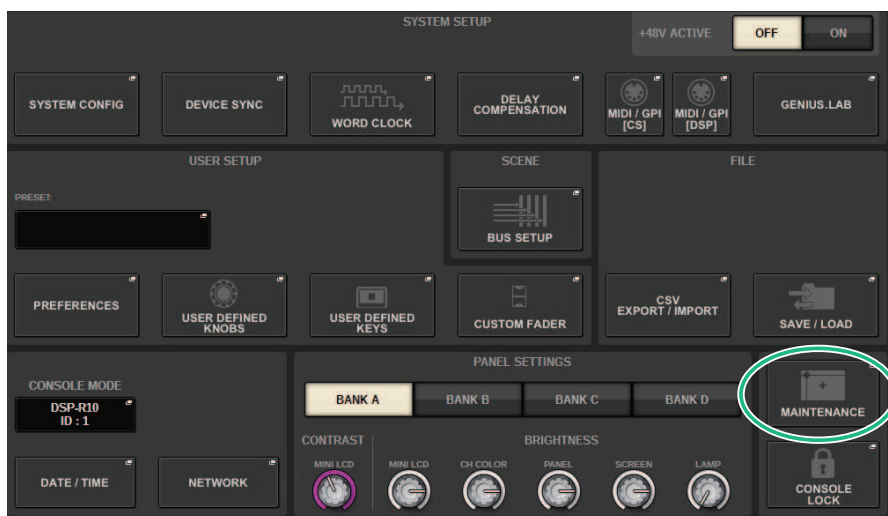 SYSTEM SETUP
+48V ACTIVE
OFF
ON
SYSTEM CONFIG
DEVICE SYNC
WORD CLOCK
DELAY
COMPENSATION
MIDI / GPI
[CS]
MIDI / GPI
[DSP]
GENIUS.LAB
USER SETUP
SCENE
FILE
PRESET:
BUS SETUP
PREFERENCES
USER DEFINED
KNOBS
USER DEFINED
KEYS
CUSTOM FADER
CSV
EXPORT / IMPORT
SAVE / LOAD
CONSOLE MODE
DSP-R10
ID : 1
PANEL SETTINGS
BANK A
BANK B
BANK C
BANK D
MAINTENANCE
CONTRAST
BRIGHTNESS
MINI LCD
MINI LCD
CH COLOR
PANEL
SCREEN
LAMP
DATE / TIME
NETWORK
CONSOLE
LOCK